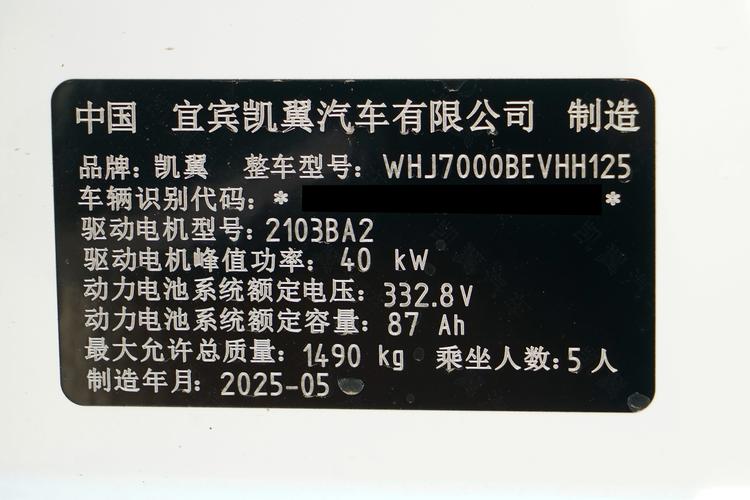 中国 宜宾凯翼汽车有限公司 制造
品牌: 凯翼 整车型号: WHJ7000BEVHH125
车辆识别代码: * *
驱动电机型号: 2103BA2
驱动电机峰值功率: 40 kW
动力电池系统额定电压: 332.8V
动力电池系统额定容量: 87 Ah
最大允许总质量: 1490 kg 乘坐人数: 5 人
制造年月: 2025-05